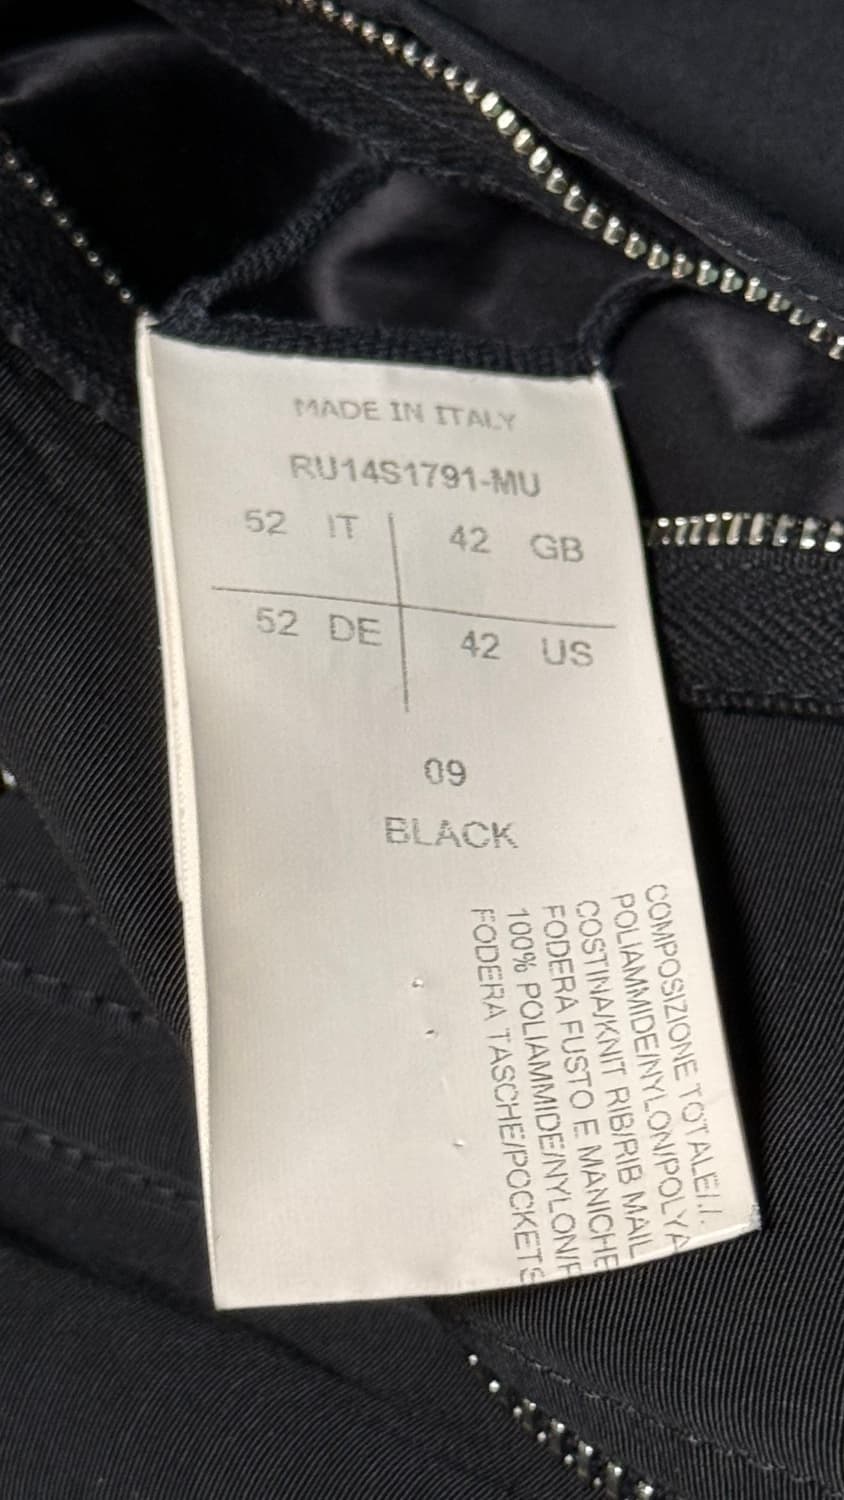 MADE IN ITALY
RU14S1791-MU
52 IT 42 GB
52 DE 42 US
09
BLACK
COMPOSIZIONE TOTALE/
POLIAMMIDE/NYLON/POLYA
COSTINA/KNIT RIB/RIB MAIL
FODERA FUSTO E MANICHE
100% POLIAMMIDE/NYLON/P
FODERA TASCHE/POCKETS